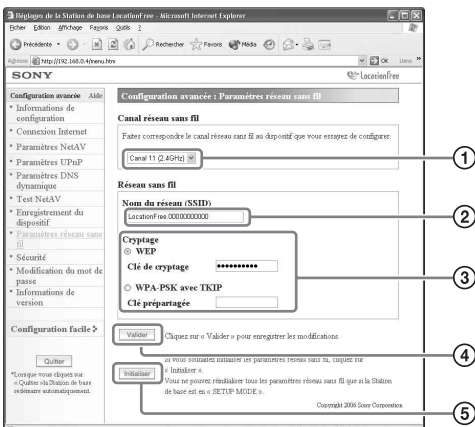 Réglages de la Station de base LocationFree - Microsoft Internet Explorer
Fichier Edition Affichage Favoris Outils ?
Précédente Rechercher Favoris Média
Adresse http://192.168.0.4/menu.htm OK Liens »
SONY LocationFree
Configuration avancée Aide
* Informations de configuration
* Connexion Internet
* Paramètres NetAV
* Paramètres UPnP
* Paramètres DNS dynamique
* Test NetAV
* Enregistrement du dispositif
* Paramètres réseau sans fil
* Sécurité
* Modification du mot de passe
* Informations de version
Configuration facile
Quitter
*Lorsque vous cliquez sur
« Quitter »la Station de base
redémarre automatiquement.
Configuration avancée : Paramètres réseau sans fil
Canal réseau sans fil
Faites correspondre le canal réseau sans fil au dispositif que vous essayez de configurer.
Canal 11 (2.4GHz)
1
Réseau sans fil
Nom du réseau (SSID)
LocationFree.00000000000
2
Cryptage
WEP
Clé de cryptage ••••••••••
3
WPA-PSK avec TKIP
Clé prépartagée
Valider Cliquez sur « Valider » pour enregistrer les modifications.
4
Si vous souhaitez initialiser les paramètres réseau sans fil, cliquez sur
Initialiser « Initialiser ».
Vous ne pouvez réinitialiser tous les paramètres réseau sans fil que si la Station
de base est en « SETUP MODE ».
5
Copyright 2006 Sony Corporation